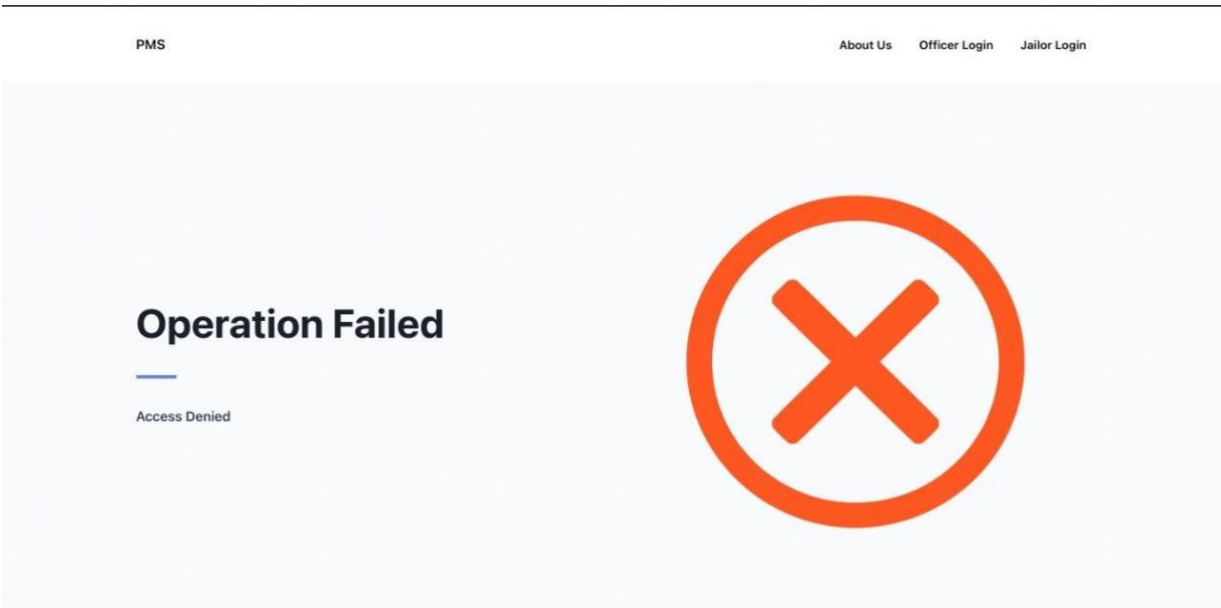 PMS
About Us Officer Login Jailor Login
Operation Failed
Access Denied